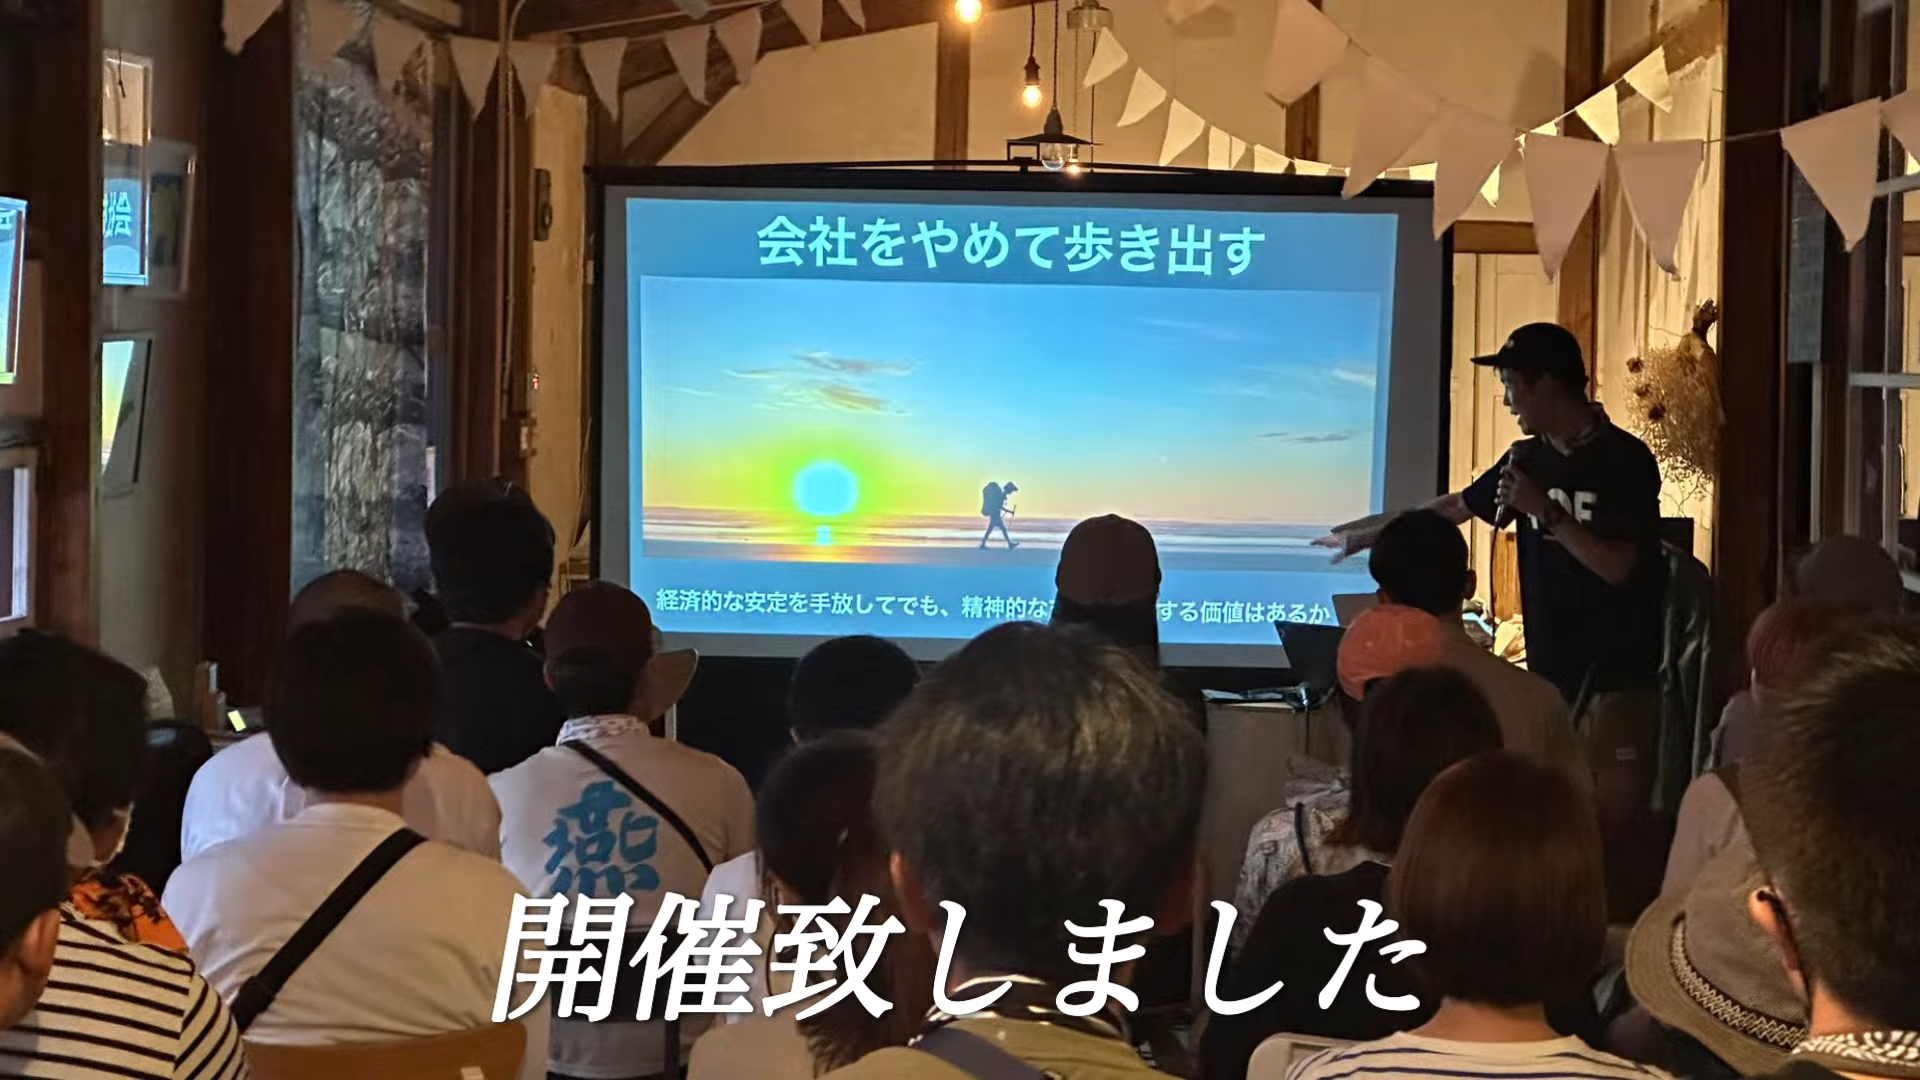 会社をやめて歩き出す
経済的な安定を手放してでも、精神的な する価値はあるか
燕
開催致しました